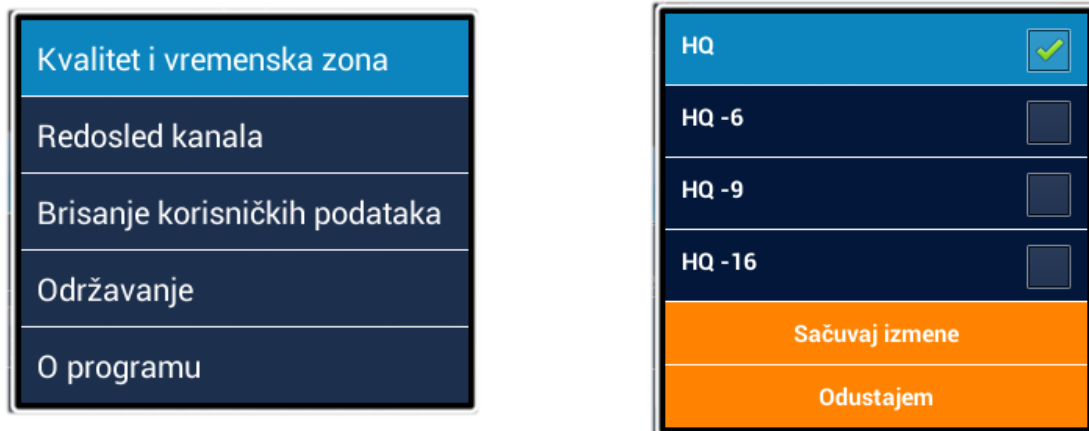 Kvalitet i vremenska zona
Redosled kanala
Brisanje korisničkih podataka
Održavanje
O programu
HQ
HQ -6
HQ -9
HQ -16
Sačuvaj izmene
Odustajem